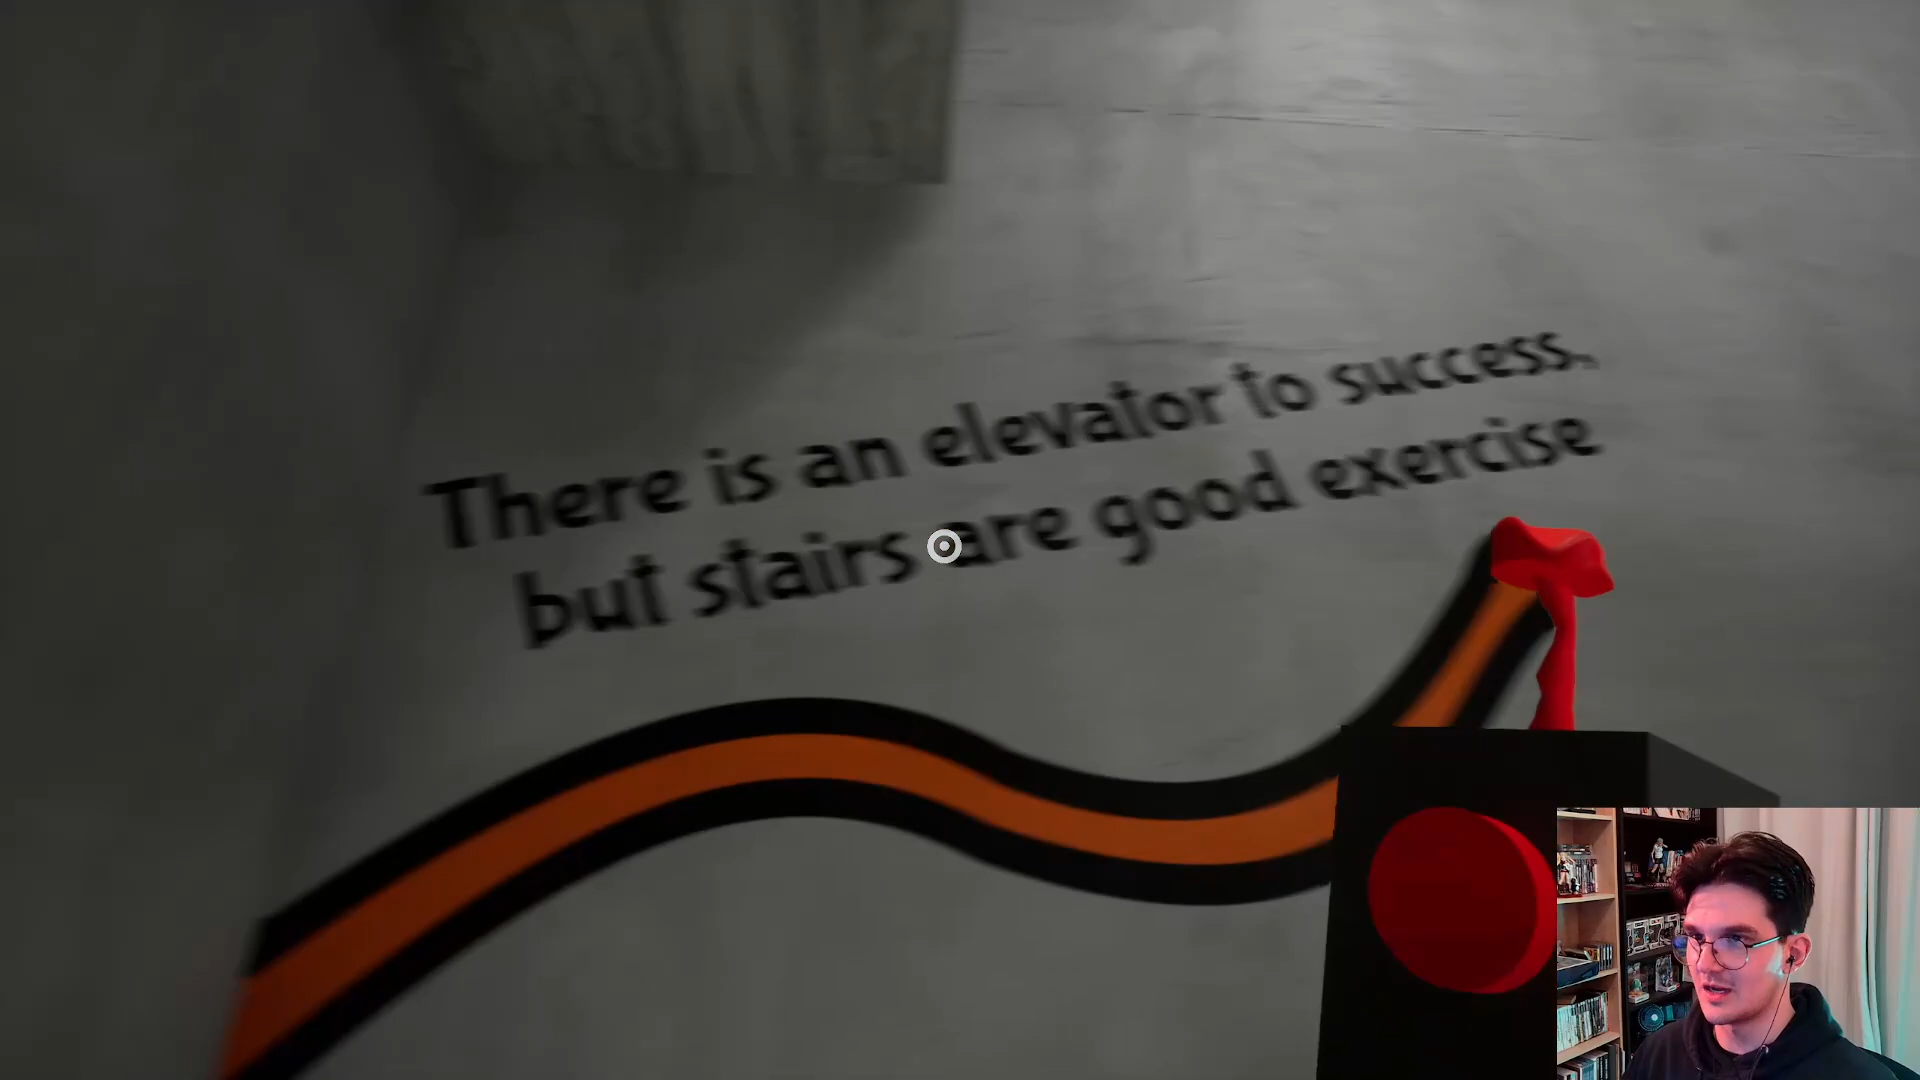 There is an elevator to success,
but stairs are good exercise